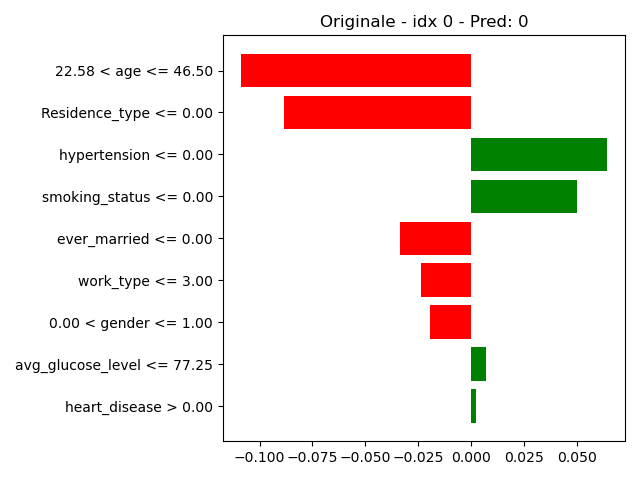 Originale - idx 0 - Pred: 0
22.58 < age <= 46.50
Residence_type <= 0.00
hypertension <= 0.00
smoking_status <= 0.00
ever_married <= 0.00
work_type <= 3.00
0.00 < gender <= 1.00
avg_glucose_level <= 77.25
heart_disease > 0.00
−0.100 −0.075 −0.050 −0.025 0.000 0.025 0.050